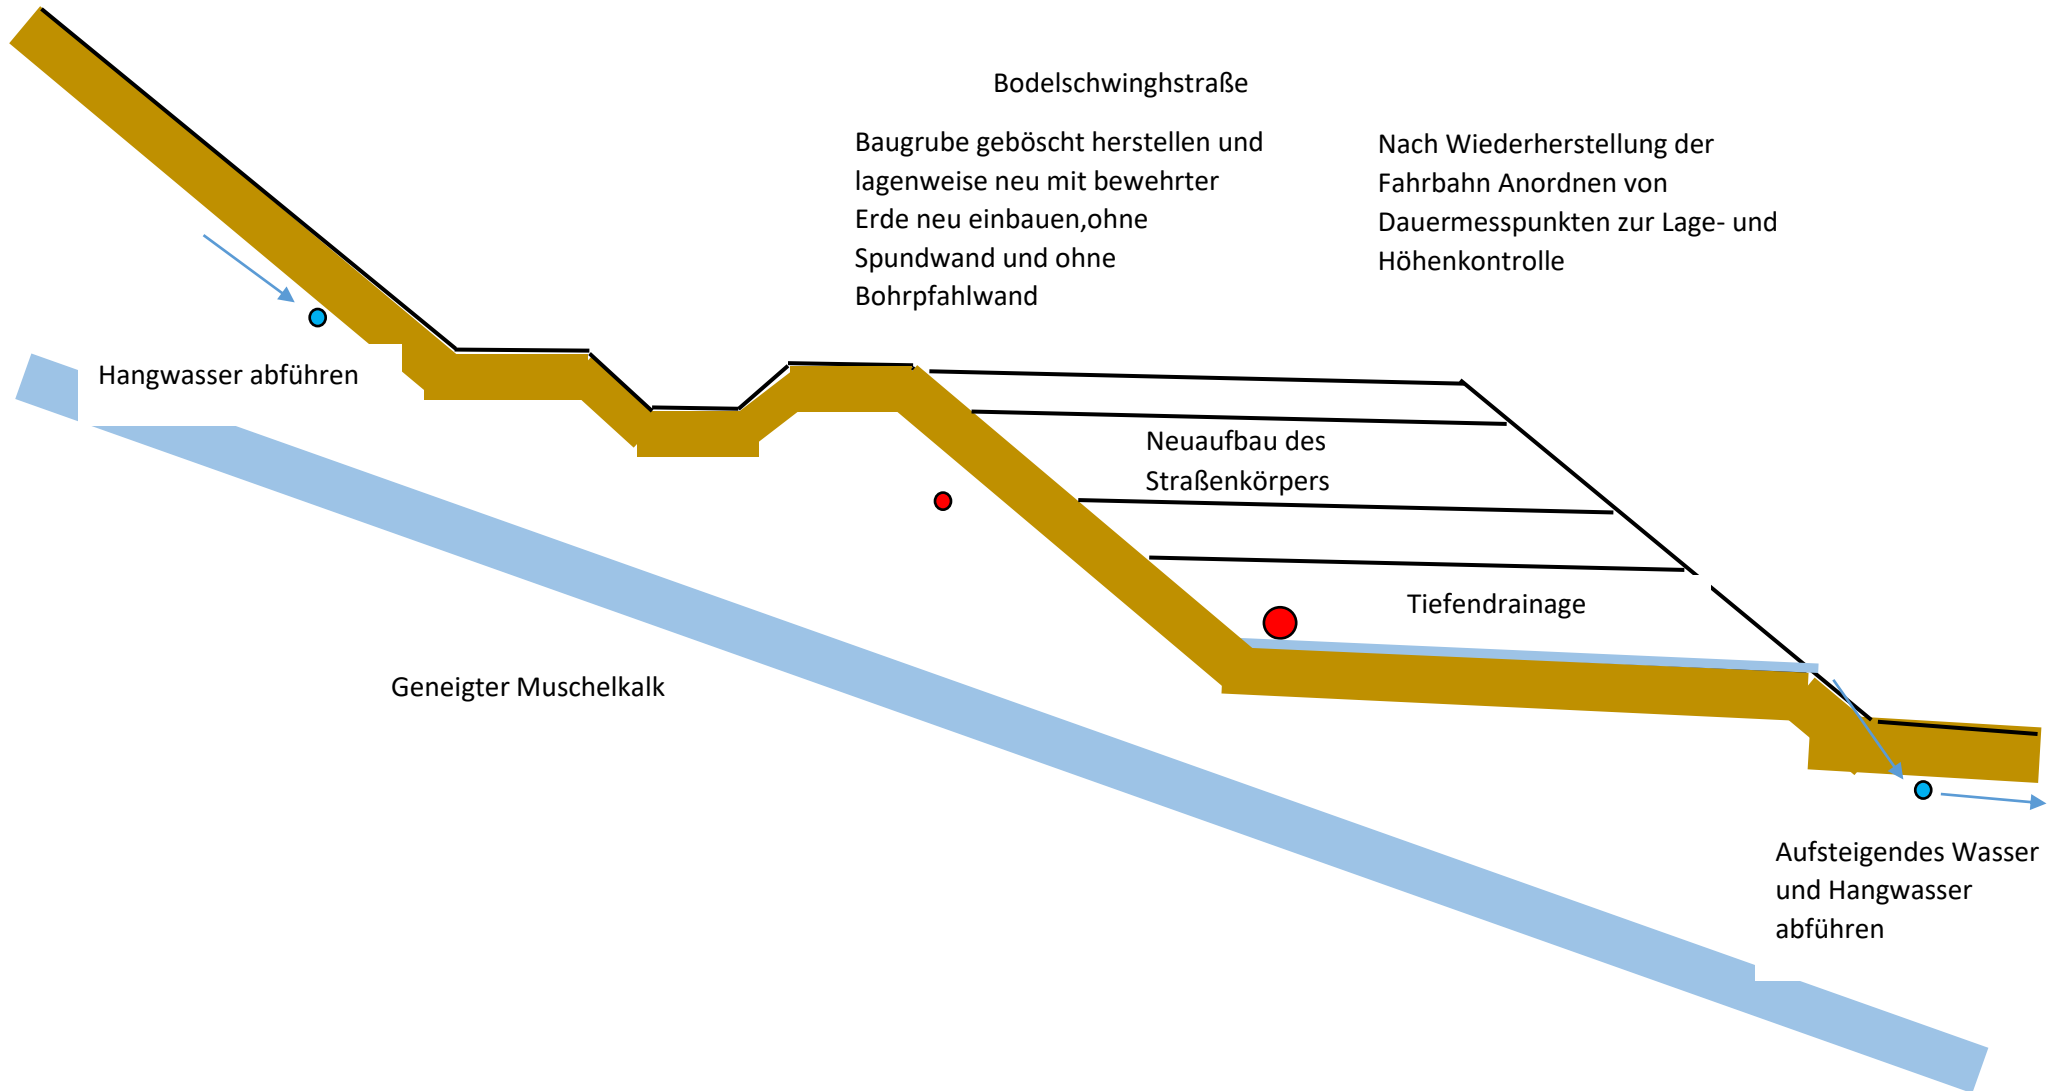 Bodelschwinghstraße
Baugrube geböscht herstellen und
lagenweise neu mit bewehrter
Erde neu einbauen,ohne
Spundwand und ohne
Bohrpfahlwand
Nach Wiederherstellung der
Fahrbahn Anordnen von
Dauermesspunkten zur Lage- und
Höhenkontrolle
Hangwasser abführen
Neuaufbau des
Straßenkörpers
Tiefendrainage
Geneigter Muschelkalk
Aufsteigendes Wasser
und Hangwasser
abführen